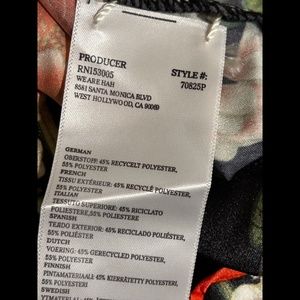 PRODUCER
RN153005
WE ARE HAH
8581 SANTA MONICA BLVD
WEST HOLLYWOOD, CA 90069
STYLE #:
70825P
GERMAN
OBERSTOFF: 45% RECYCELT POLYESTER,
55% POLYESTER
FRENCH
TISSU EXTÉRIEUR: 45% RECYCLÉ POLYESTER,
55% POLYESTER
ITALIAN
TESSUTO SUPERIORE: 45% RICICLATO
POLIESTERE, 55% POLIESTERE
SPANISH
TEJIDO EXTERIOR: 45% RECICLADO POLIÉSTER,
55% POLIÉSTER
DUTCH
VOERING: 45% GERECYCLED POLYESTER,
55% POLYESTER
FINNISH
PINTAMATERIAALI: 45% KIERRÄTETTY POLYESTERI,
55% POLYESTERI
SWEDISH